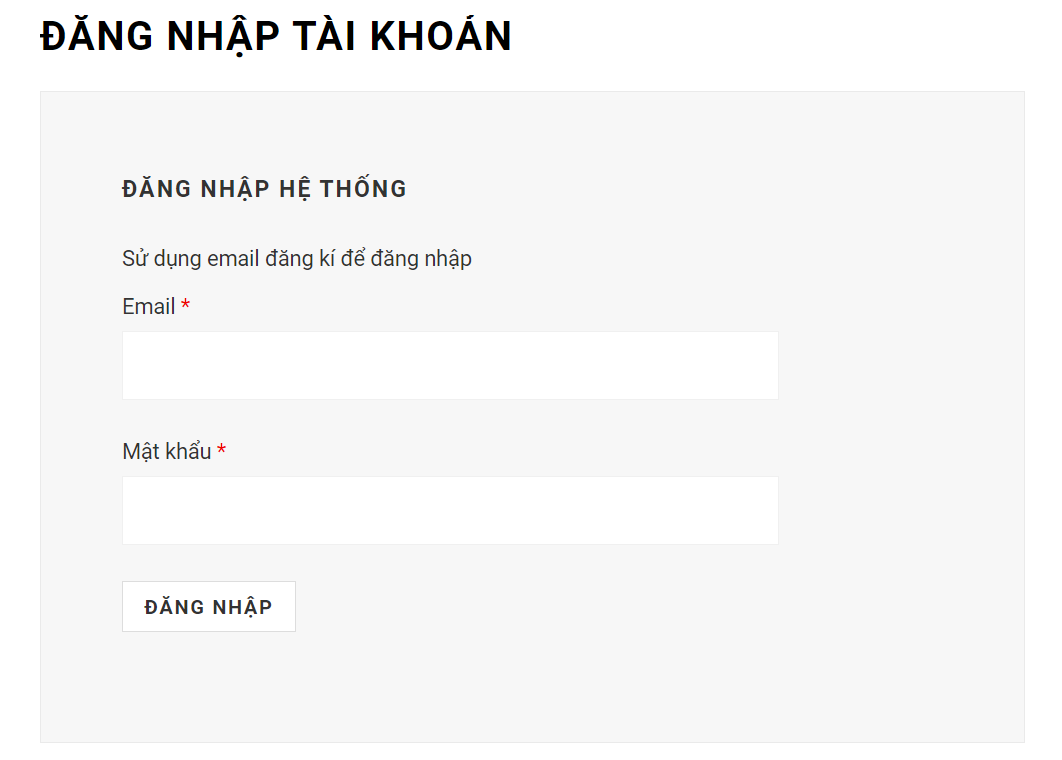 ĐĂNG NHẬP TÀI KHOẢN
ĐĂNG NHẬP HỆ THỐNG
Sử dụng email đăng kí để đăng nhập
Email *
Mật khẩu *
ĐĂNG NHẬP